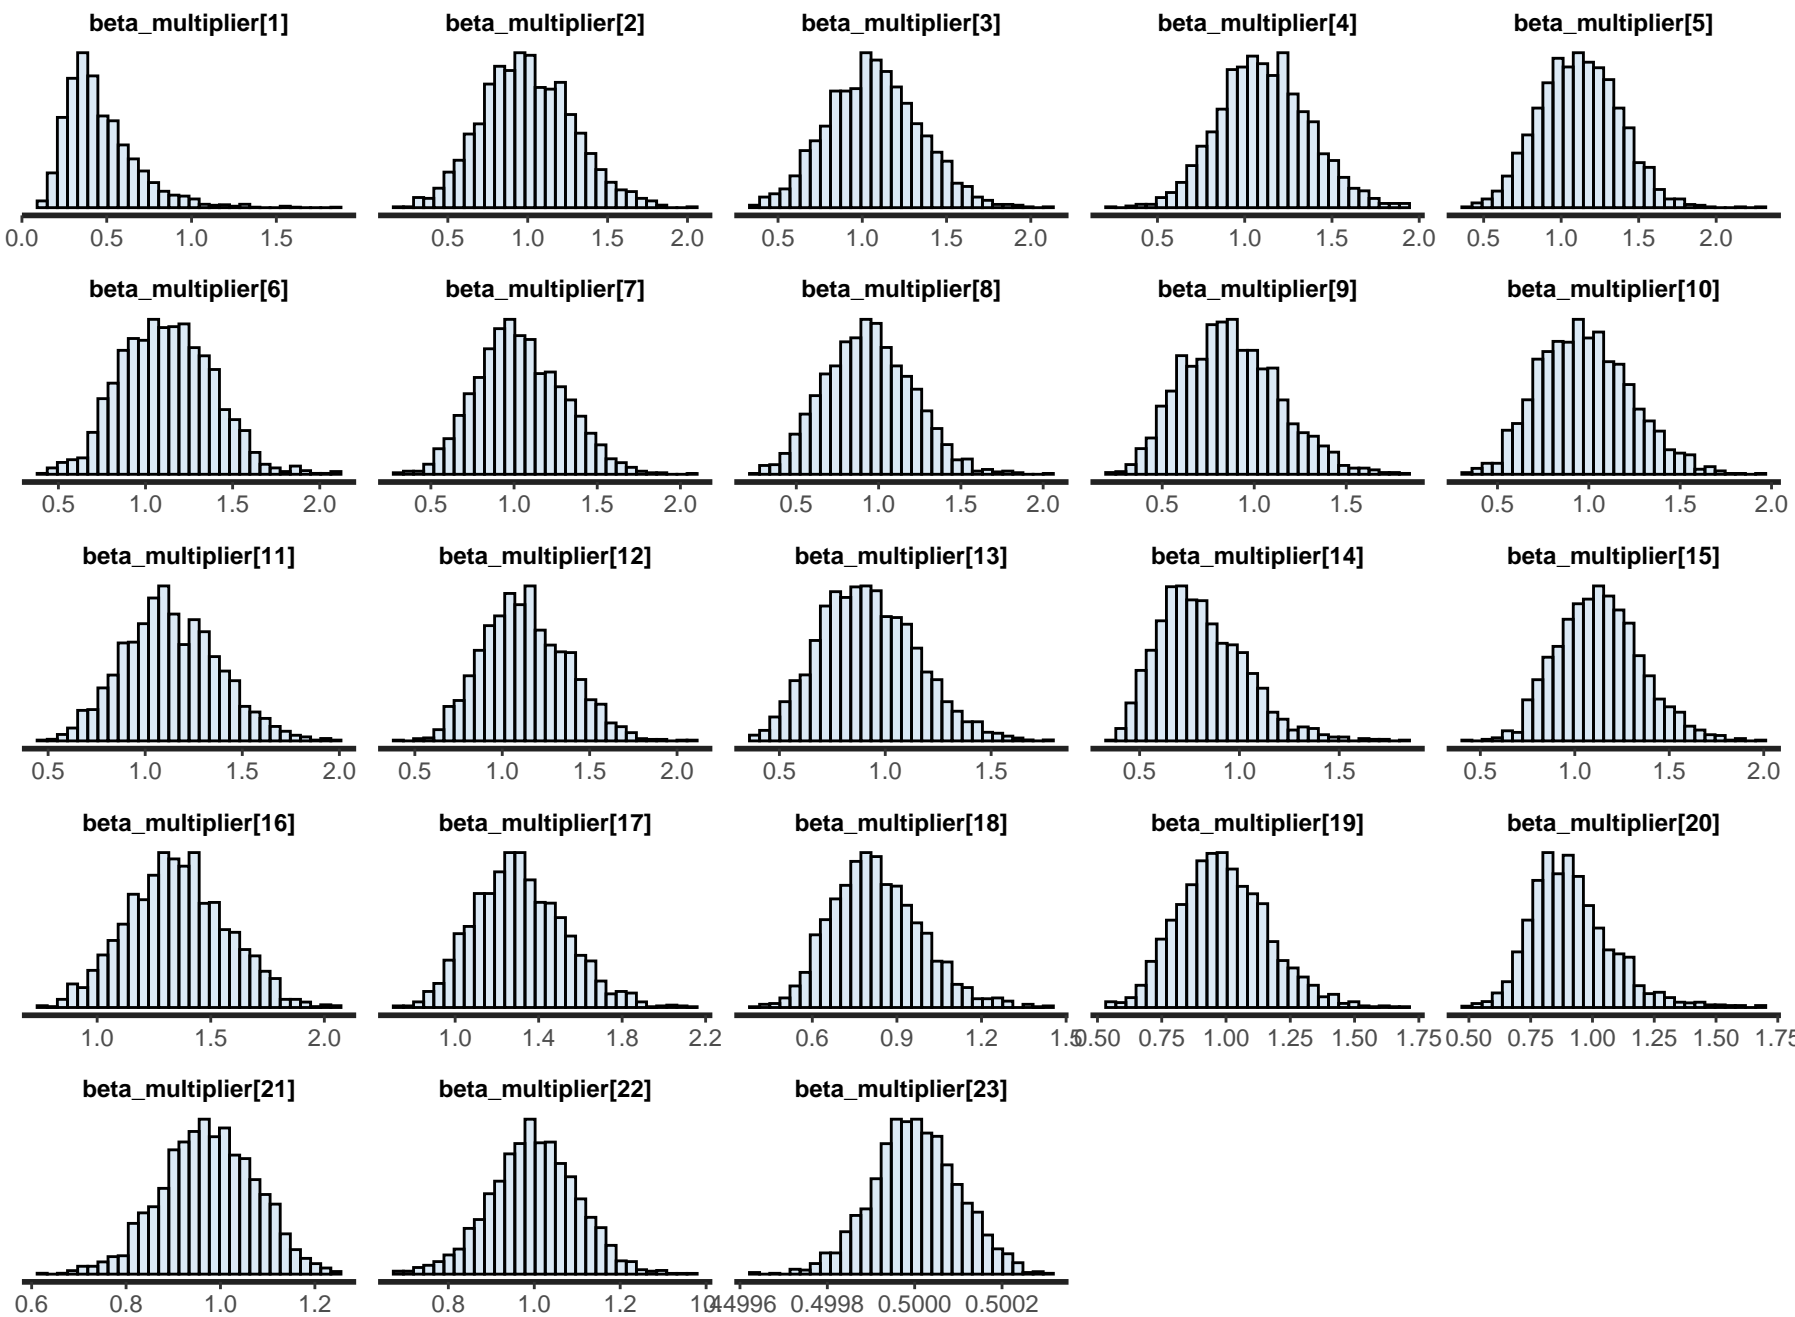 beta_multiplier[1] beta_multiplier[2] beta_multiplier[3] beta_multiplier[4] beta_multiplier[5]
0.0 0.5 1.0 1.5 0.5 1.0 1.5 2.0 0.5 1.0 1.5 2.0 0.5 1.0 1.5 2.0 0.5 1.0 1.5 2.0
beta_multiplier[6] beta_multiplier[7] beta_multiplier[8] beta_multiplier[9] beta_multiplier[10]
0.5 1.0 1.5 2.0 0.5 1.0 1.5 2.0 0.5 1.0 1.5 2.0 0.5 1.0 1.5 0.5 1.0 1.5 2.0
beta_multiplier[11] beta_multiplier[12] beta_multiplier[13] beta_multiplier[14] beta_multiplier[15]
0.5 1.0 1.5 2.0 0.5 1.0 1.5 2.0 0.5 1.0 1.5 0.5 1.0 1.5 0.5 1.0 1.5 2.0
beta_multiplier[16] beta_multiplier[17] beta_multiplier[18] beta_multiplier[19] beta_multiplier[20]
1.0 1.5 2.0 1.0 1.4 1.8 2.2 0.6 0.9 1.2 1.5 0.50 0.75 1.00 1.25 1.50 1.75 0.50 0.75 1.00 1.25 1.50 1.75
beta_multiplier[21] beta_multiplier[22] beta_multiplier[23]
0.6 0.8 1.0 1.2 0.8 1.0 1.2 1.4 0.4996 0.4998 0.5000 0.5002